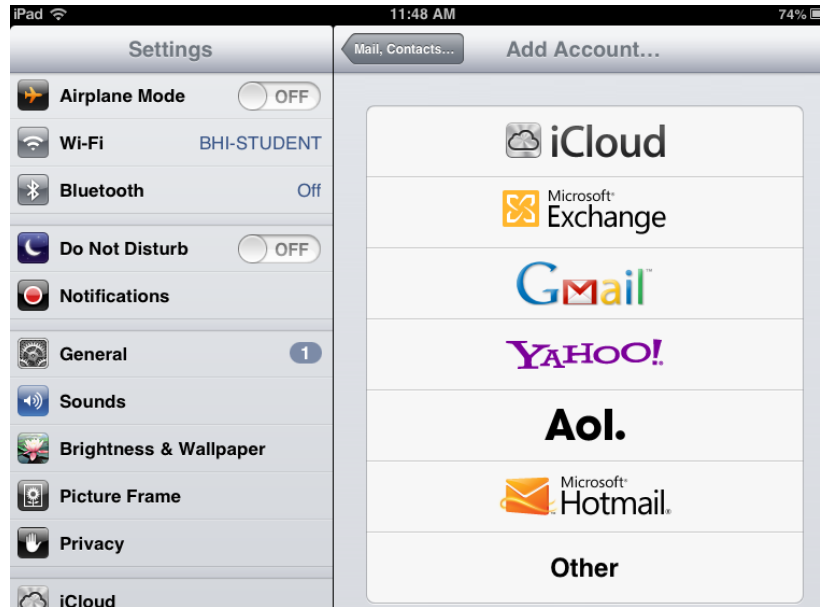 iPad 11:48 AM 74%
Settings
Mail, Contacts... Add Account...
Airplane Mode OFF
Wi-Fi BHI-STUDENT
Bluetooth Off
Do Not Disturb OFF
Notifications
General 1
Sounds
Brightness & Wallpaper
Picture Frame
Privacy
iCloud
iCloud
Microsoft®
Exchange
Gmail™
YAHOO!
Aol.
Microsoft®
Hotmail®
Other